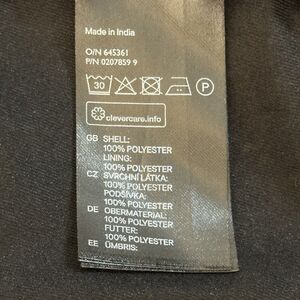 Made in India
O/N 645361
P/N 0207859 9
30 P
clevercare.info
GB SHELL:
100% POLYESTER
LINING:
100% POLYESTER
CZ SVRCHNÍ LÁTKA:
100% POLYESTER
PODŠÍVKA:
100% POLYESTER
DE OBERMATERIAL:
100% POLYESTER
FUTTER:
100% POLYESTER
EE ÜMBRIS: